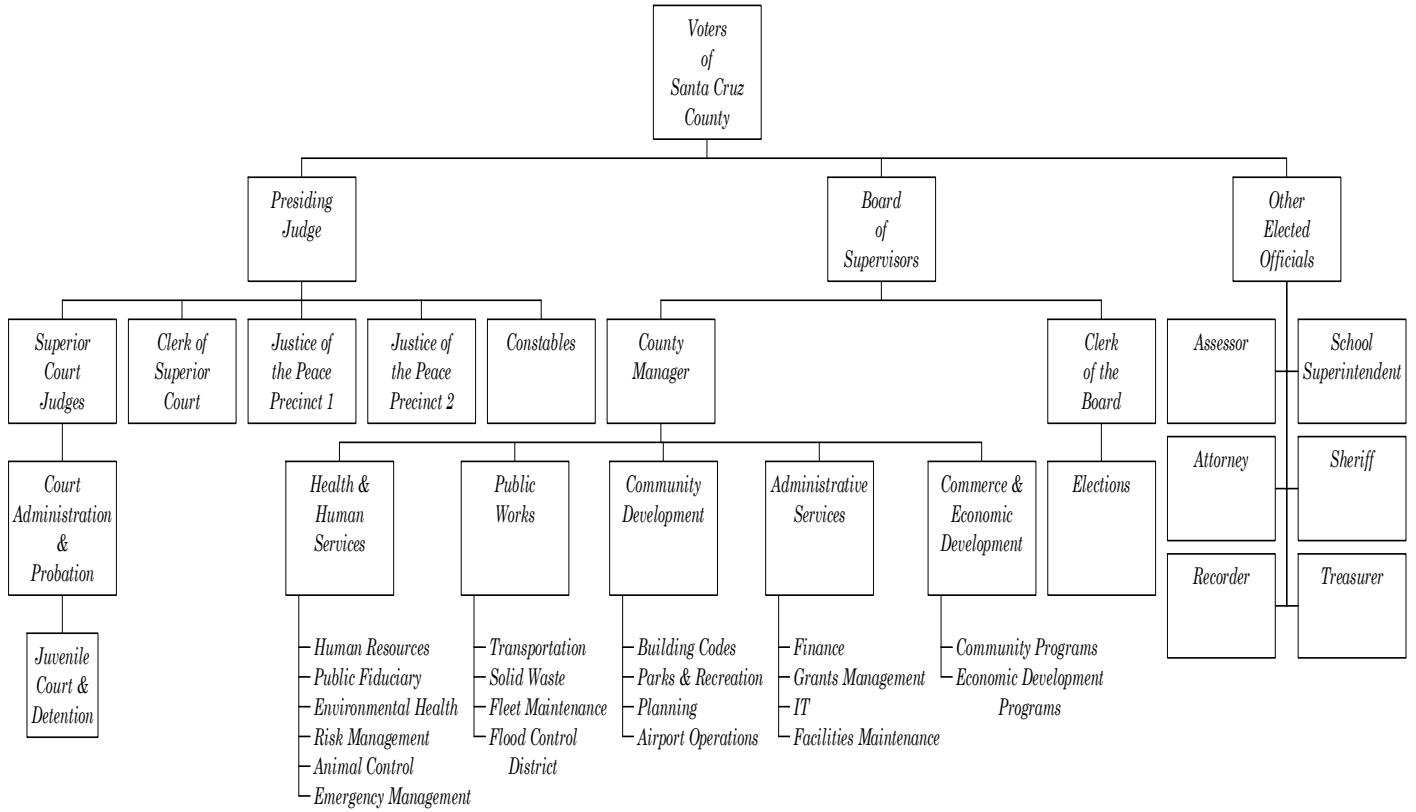 Voters
of
Santa Cruz
County
Presiding
Judge
Board
of
Supervisors
Other
Elected
Officials
Superior
Court
Judges
Clerk of
Superior
Court
Justice of
the Peace
Precinct 1
Justice of
the Peace
Precinct 2
Constables
County
Manager
Clerk
of the
Board
Assessor
School
Superintendent
Court
Administration
&
Probation
Health &
Human
Services
Public
Works
Community
Development
Administrative
Services
Commerce &
Economic
Development
Elections
Attorney
Sheriff
Recorder
Treasurer
Juvenile
Court &
Detention
Human Resources
Public Fiduciary
Environmental Health
Risk Management
Animal Control
Emergency Management
Transportation
Solid Waste
Fleet Maintenance
Flood Control
District
Building Codes
Parks & Recreation
Planning
Airport Operations
Finance
Grants Management
IT
Facilities Maintenance
Community Programs
Economic Development
Programs